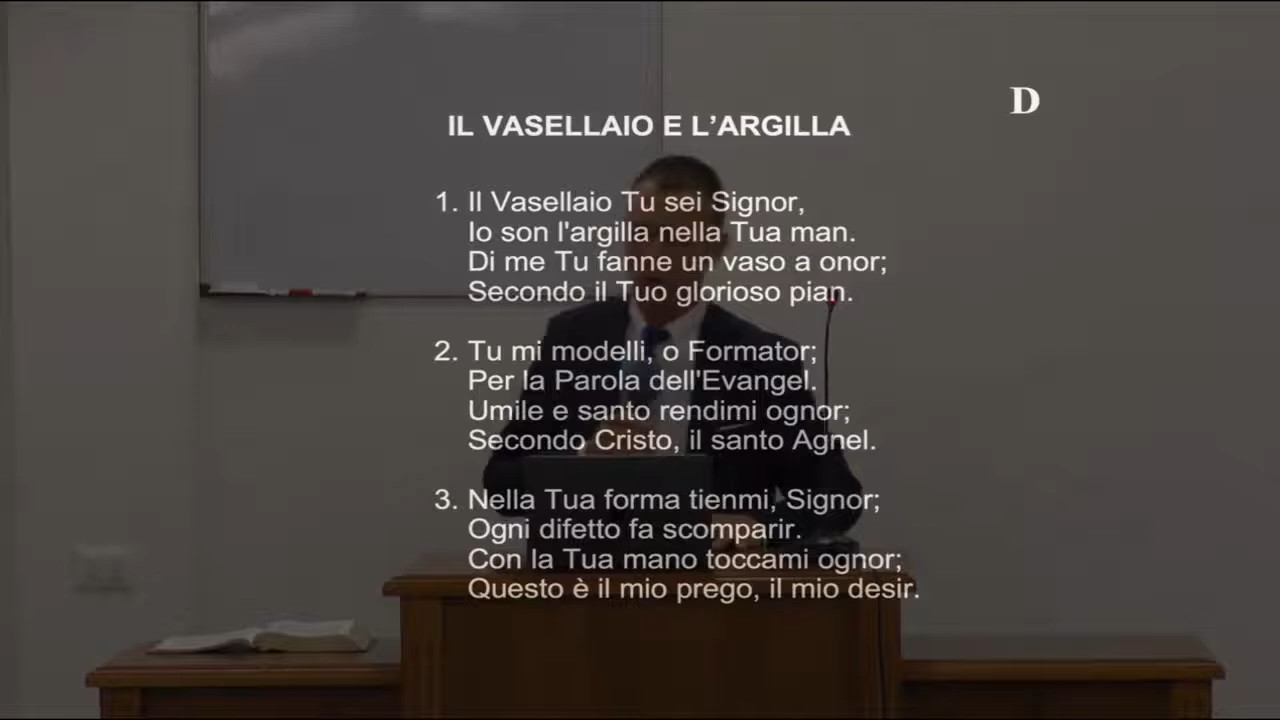 D
IL VASELLAIO E L’ARGILLA
1. Il Vasellaio Tu sei Signor,
Io son l'argilla nella Tua man.
Di me Tu fanne un vaso a onor;
Secondo il Tuo glorioso pian.
2. Tu mi modelli, o Formator;
Per la Parola dell'Evangel.
Umile e santo rendimi ognor;
Secondo Cristo, il santo Agnel.
3. Nella Tua forma tienmi, Signor;
Ogni difetto fa scomparir.
Con la Tua mano toccami ognor;
Questo è il mio prego, il mio desir.